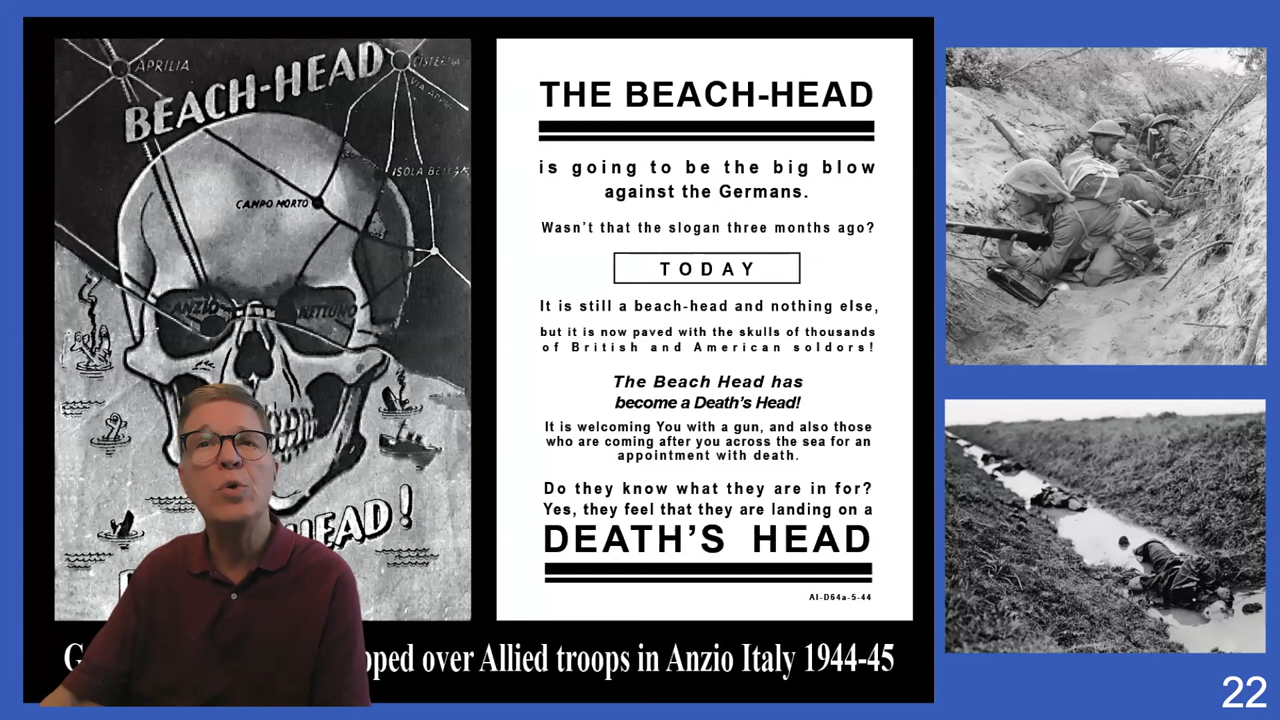 APRILIA
CISTERNA
BEACH-HEAD
VIA APPIA
ISOLA BELLA
CAMPO MORTO
ANZIO
NETTUNO
HEAD!
THE BEACH-HEAD
is going to be the big blow
against the Germans.
Wasn't that the slogan three months ago?
TODAY
It is still a beach-head and nothing else,
but it is now paved with the skulls of thousands
of British and American soldors!
The Beach Head has
become a Death's Head!
It is welcoming You with a gun, and also those
who are coming after you across the sea for an
appointment with death.
Do they know what they are in for?
Yes, they feel that they are landing on a
DEATH'S HEAD
AI-D64a-5-44
G pped over Allied troops in Anzio Italy 1944-45
22